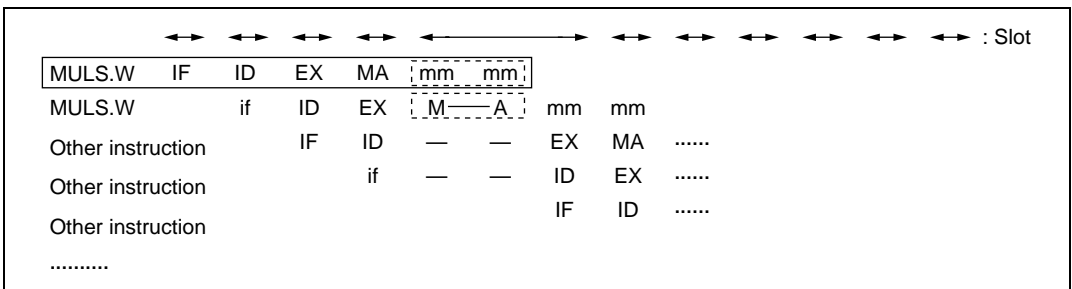 : Slot
MULS.W IF ID EX MA mm mm
MULS.W if ID EX M — A mm mm
Other instruction IF ID — — EX MA ......
Other instruction if — — ID EX ......
Other instruction IF ID ......
..........